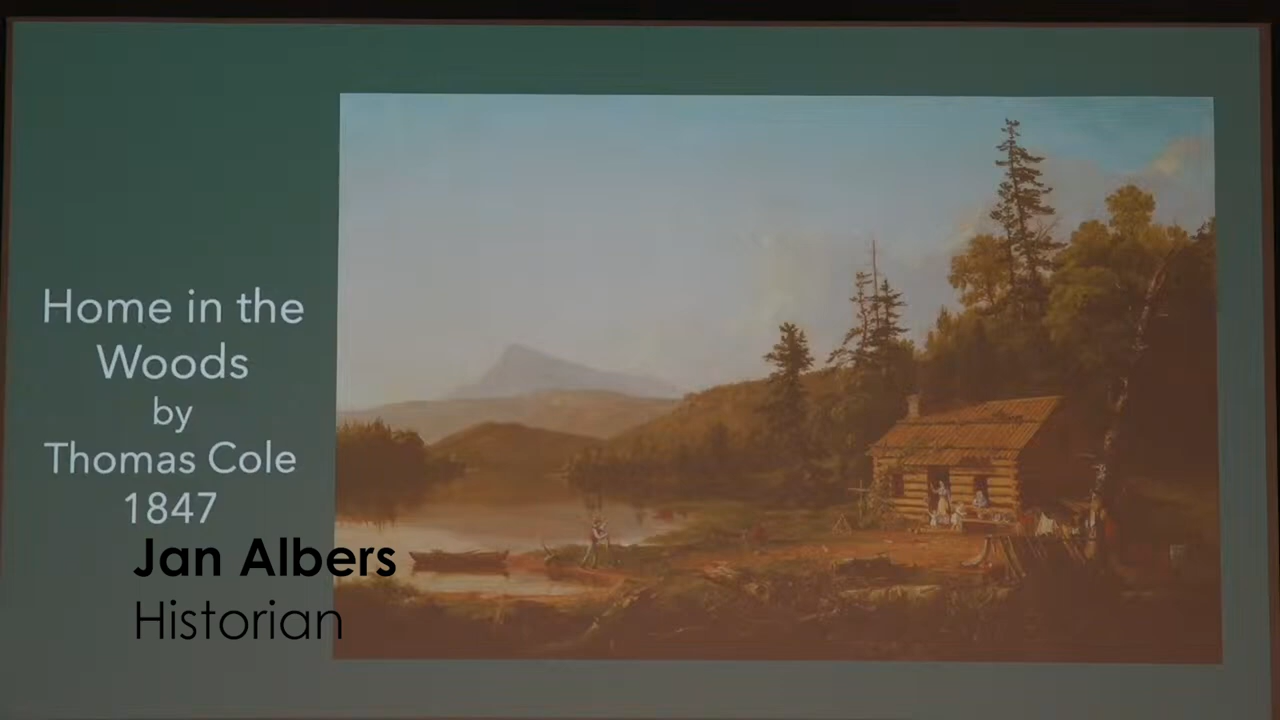 Home in the
Woods
by
Thomas Cole
1847
Jan Albers
Historian